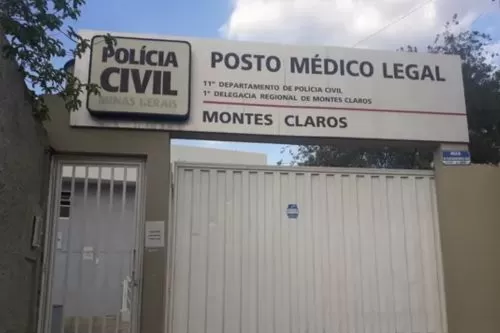 POLÍCIA
CIVIL
MINAS GERAIS
POSTO MÉDICO LEGAL
11º DEPARTAMENTO DE POLÍCIA CIVIL
1ª DELEGACIA REGIONAL DE MONTES CLAROS
MONTES CLAROS
RUA